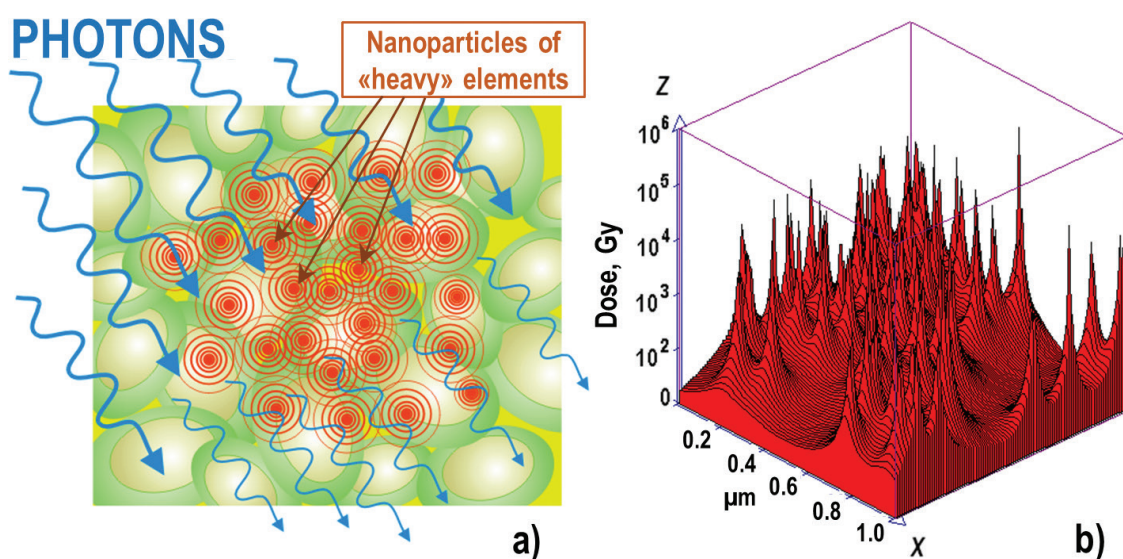 PHOTONS
Nanoparticles of
«heavy» elements
a)
Z
10⁶
10⁵
10⁴
10³
10²
0
Dose, Gy
0.2
0.4
0.6
0.8
1.0
µm
X
b)